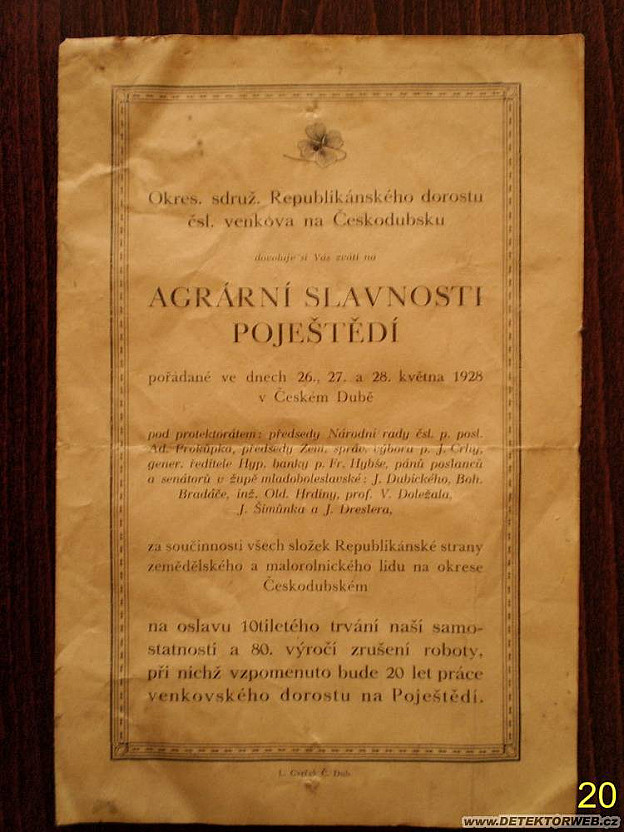 Okres. sdruž. Republikánského dorostu
čsl. venkova na Českodubsku
dovoluje si Vás zváti na
AGRÁRNÍ SLAVNOSTI
POJEŠTĚDÍ
pořádané ve dnech 26., 27. a 28. května 1928
v Českém Dubě
pod protektorátem: předsedy Národní rady čsl. p. posl.
Ad. Prokůpka, předsedy Zem. správ. výboru p. J. Črhy,
gener. ředitele Hyp. banky p. Fr. Hybše, pánů poslanců
a senátorů v župě mladoboleslavské: J. Dubického, Boh.
Bradáče, inž. Old. Hrdiny, prof. V. Doležala,
J. Šimůnka a J. Dreslera,
za součinnosti všech složek Republikánské strany
zemědělského a malorolnického lidu na okrese
Českodubském
na oslavu 10tiletého trvání naší samo-
statnosti a 80. výročí zrušení roboty,
při nichž vzpomenuto bude 20 let práce
venkovského dorostu na Pojěštědí.
Č. Dub
20
www.DETEKTORWEB.cz